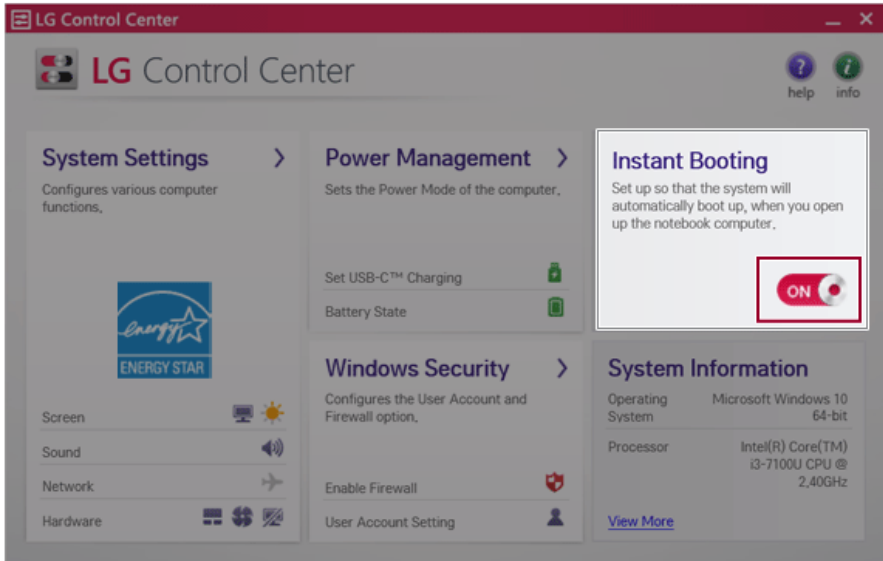 LG Control Center
LG Control Center
help
info
System Settings
Configures various computer
functions.
energy
ENERGY STAR
Screen
Sound
Network
Hardware
Power Management
Sets the Power Mode of the computer.
Set USB-C™ Charging
Battery State
Windows Security
Configures the User Account and
Firewall option.
Enable Firewall
User Account Setting
Instant Booting
Set up so that the system will
automatically boot up, when you open
up the notebook computer.
ON
System Information
Operating System
Microsoft Windows 10
64-bit
Processor
Intel(R) Core(TM)
i3-7100U CPU @
2,40GHz
View More